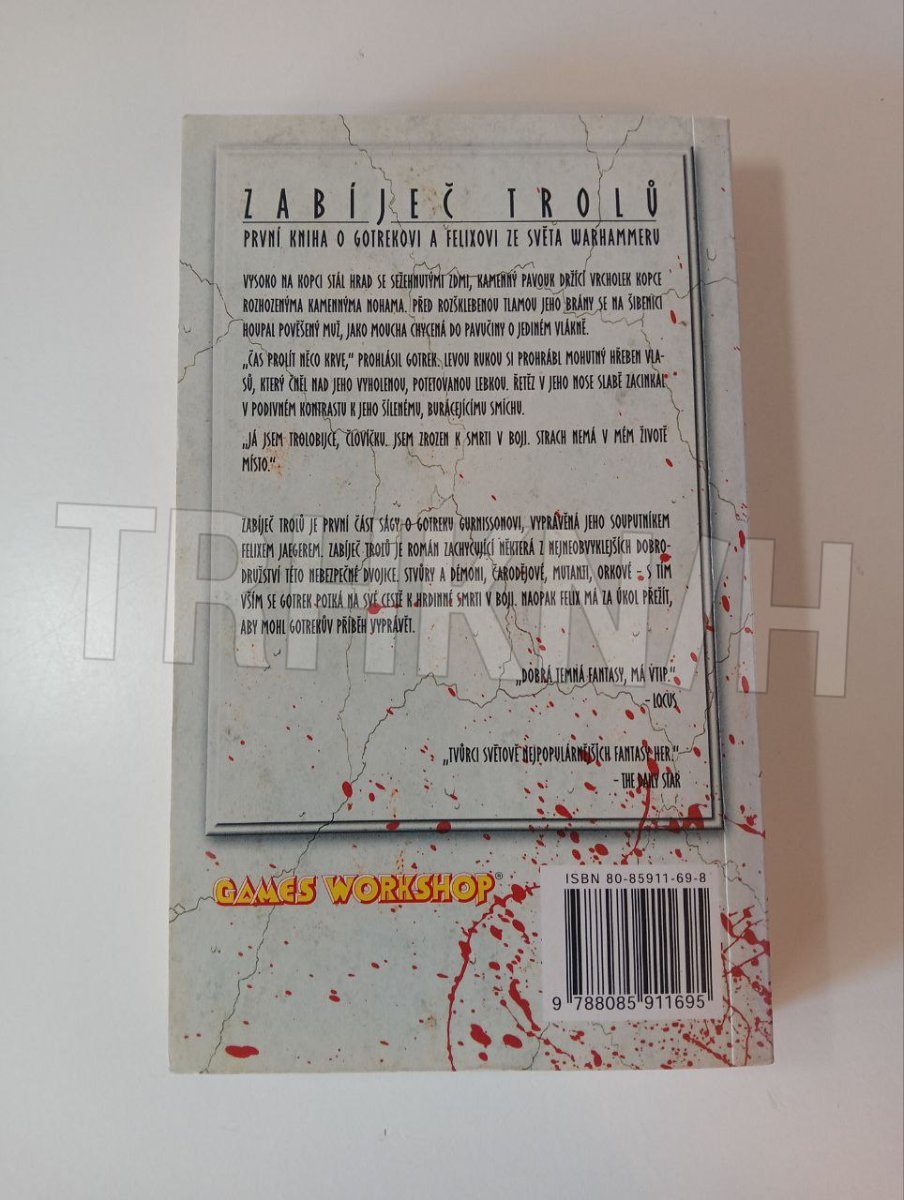 ZABÍJEČ TROLŮ
PRVNÍ KNIHA O GOTREKOVI A FELIXOVI ZE SVĚTA WARHAMMERU
VYSOKO NA KOPCI STÁL HRAD SE SEŽEHNUTÝMI ZDMI, KAMENNÝ PAVOUK DRŽÍCÍ VRCHOLEK KOPCE
ROZHOZENÝMA KAMENNÝMA NOHAMA. PŘED ROZŠKLEBENOU TLAMOU JEHO BRÁNY SE NA ŠIBENICI
HOUPAL POVĚŠENÝ MUŽ, JAKO MOUCHA CHYCENÁ DO PAVUČINY O JEDINÉM VLÁKNĚ.
„ČAS PROLÍT NĚCO KRVE,“ PROHLÁSIL GOTREK. LEVOU RUKOU SI PROHRÁBL MOHUTNÝ HŘEBEN VLA-
SŮ, KTERÝ ČNĚL NAD JEHO VYHOLENOU, POTETOVANOU LEBKOU. ŘETĚZ V JEHO NOSE SLABĚ ZACINKAL
V PODIVNÉM KONTRASTU K JEHO ŠÍLENÉMU, BURÁCEJÍCÍMU SMÍCHU.
„JÁ JSEM TROLOBIJCE, ČLOVÍČKU. JSEM ZROZEN K SMRTI V BOJI. STRACH NEMÁ V MÉM ŽIVOTĚ
MÍSTO.“
ZABÍJEČ TROLŮ JE PRVNÍ ČÁST SÁGY O GOTREKU GURNISSONOVI, VYPRÁVĚNÁ JEHO SOUPUTNÍKEM
FELIXEM JAEGEREM. ZABÍJEČ TROLŮ JE ROMÁN ZACHYCUJÍCÍ NĚKTERÁ Z NEJNEOBVYKLEJŠÍCH DOBRO-
DRUŽSTVÍ TÉTO NEBEZPEČNÉ DVOJICE. STVŮRY A DÉMONI, ČARODĚJOVÉ, MUTANTI, ORKOVÉ – S TÍM
VŠÍM SE GOTREK POTKÁ NA SVÉ CESTĚ K HRDINNÉ SMRTI V BOJI. NAOPAK FELIX MÁ ZA ÚKOL PŘEŽÍT,
ABY MOHL GOTREKŮV PŘÍBĚH VYPRÁVĚT.
„DOBRÁ TEMNÁ FANTASY, MÁ VTIP.“
– LOCUS
„TVŮRCI SVĚTOVĚ NEJPOPULÁRNĚJŠÍCH FANTASY HER.“
– THE DAILY STAR
GAMES WORKSHOP®
ISBN 80-85911-69-8
9 788085 911695